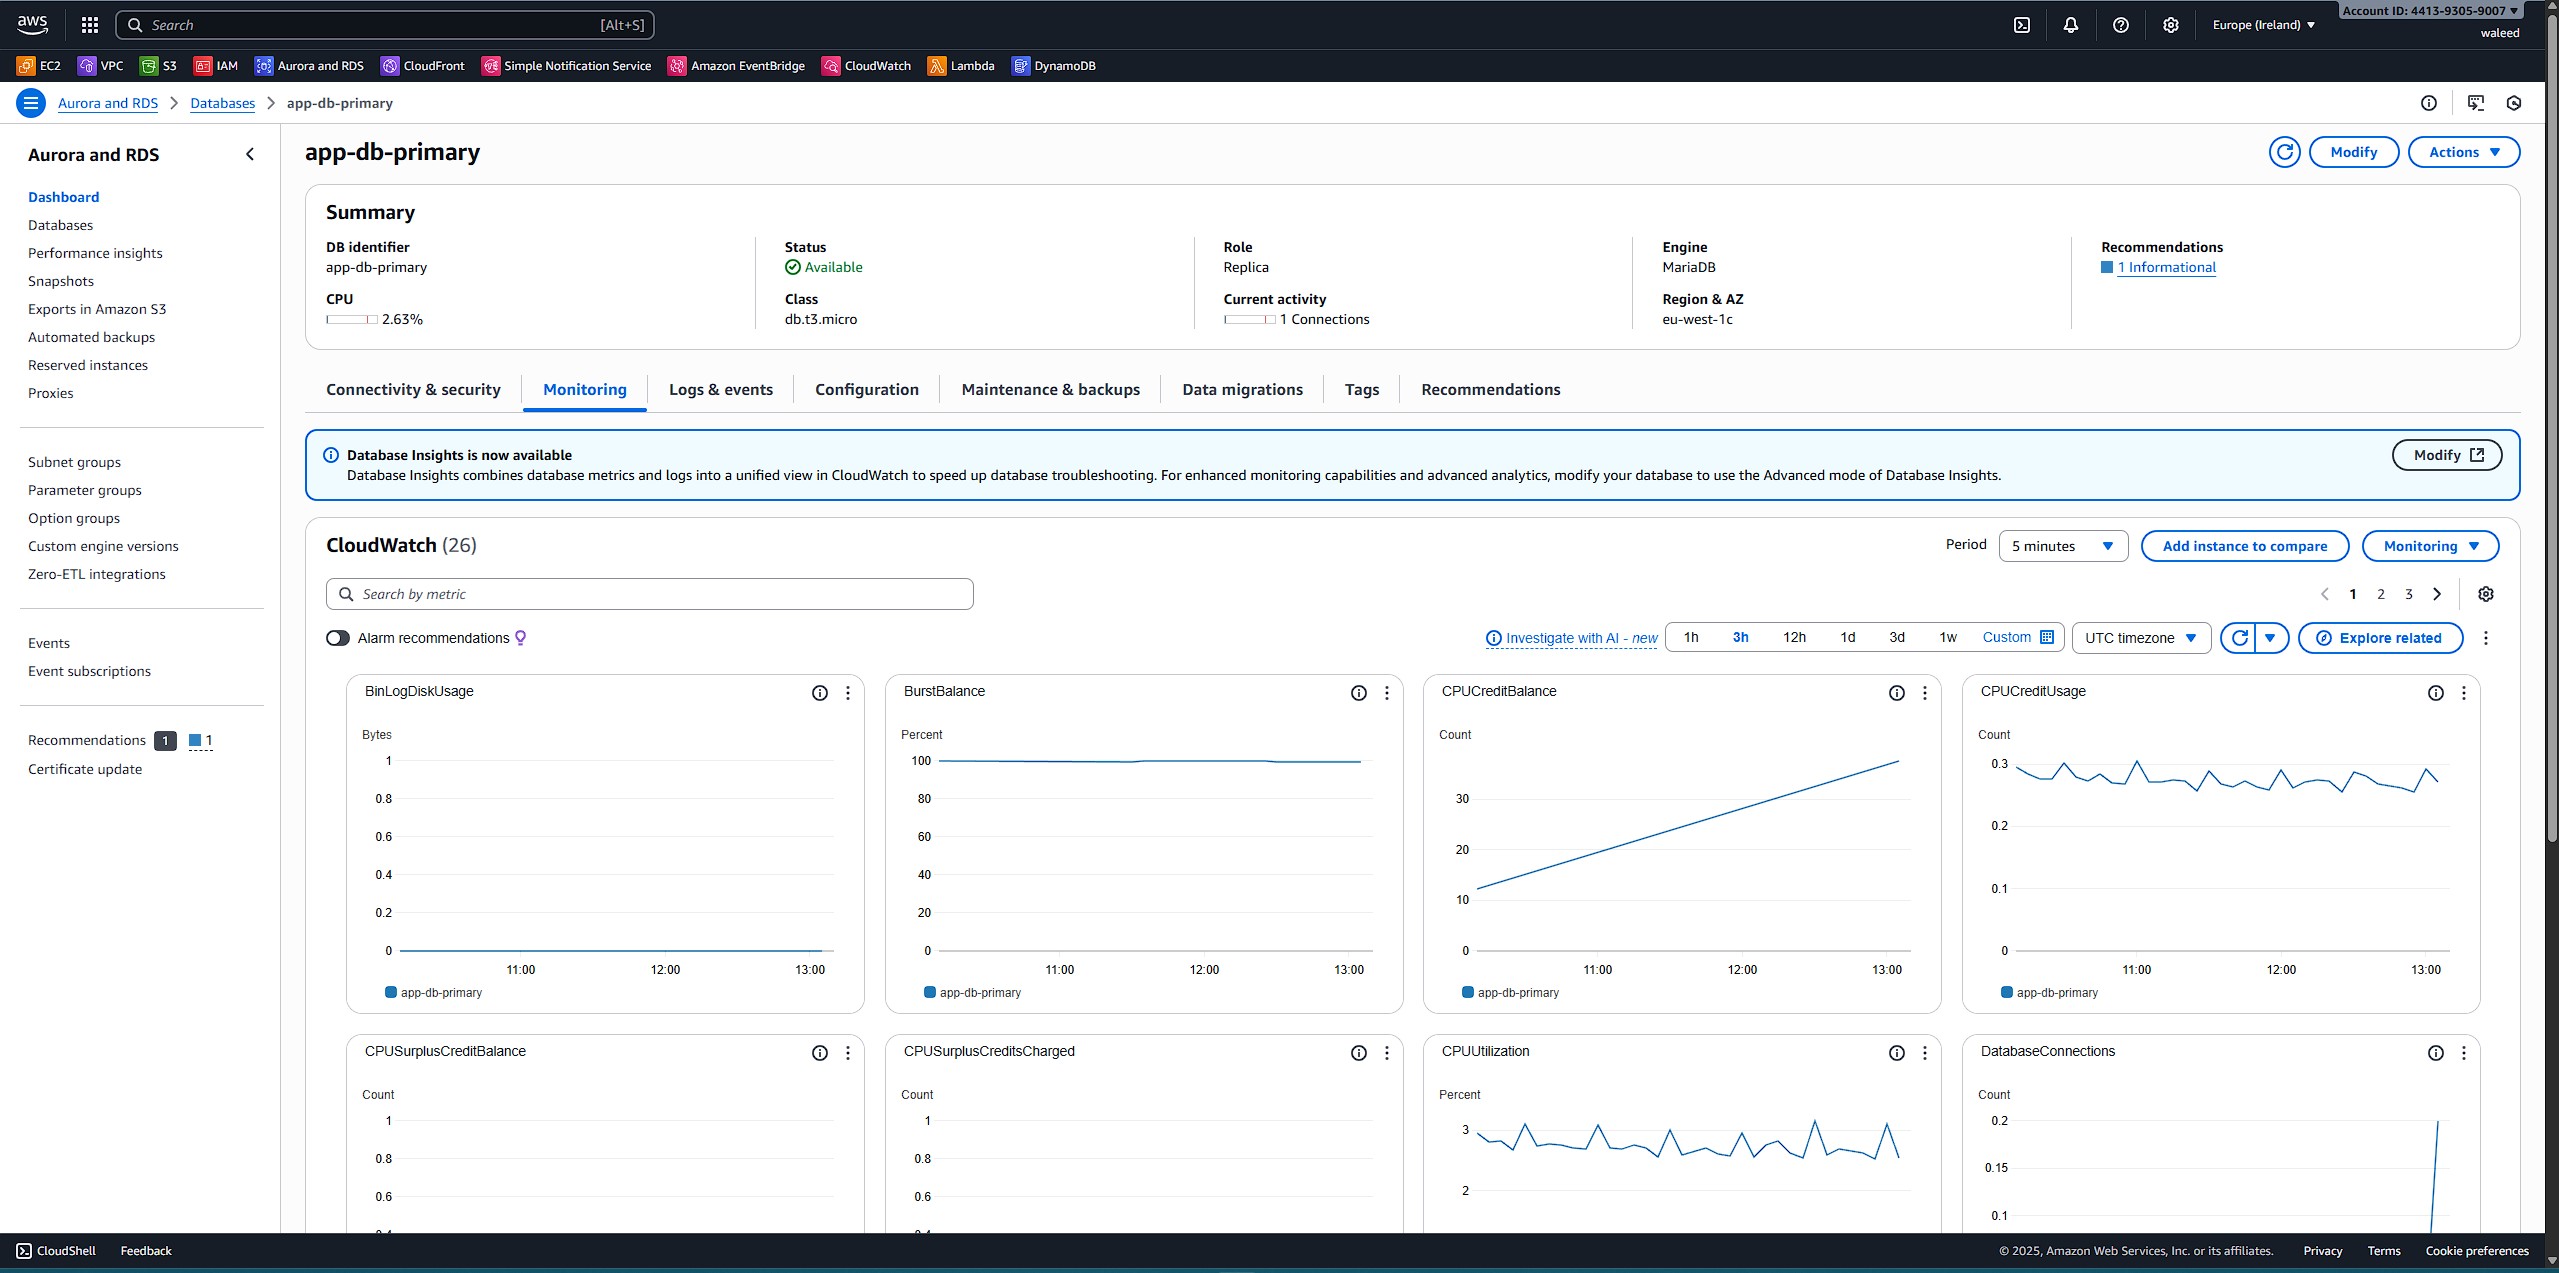 aws
Search [Alt+S]
Europe (Ireland)
Account ID: 4413-9305-9007
waleed
EC2 VPC S3 IAM Aurora and RDS CloudFront Simple Notification Service Amazon EventBridge CloudWatch Lambda DynamoDB
Aurora and RDS > Databases > app-db-primary
Aurora and RDS
Dashboard
Databases
Performance insights
Snapshots
Exports in Amazon S3
Automated backups
Reserved instances
Proxies
Subnet groups
Parameter groups
Option groups
Custom engine versions
Zero-ETL integrations
Events
Event subscriptions
Recommendations 1 1
Certificate update
app-db-primary
Modify Actions
Summary
DB identifier
app-db-primary
CPU
2.63%
Status
Available
Class
db.t3.micro
Role
Replica
Current activity
1 Connections
Engine
MariaDB
Region & AZ
eu-west-1c
Recommendations
1 Informational
Connectivity & security Monitoring Logs & events Configuration Maintenance & backups Data migrations Tags Recommendations
Database Insights is now available
Database Insights combines database metrics and logs into a unified view in CloudWatch to speed up database troubleshooting. For enhanced monitoring capabilities and advanced analytics, modify your database to use the Advanced mode of Database Insights.
Modify
CloudWatch (26)
Period 5 minutes Add instance to compare Monitoring
Search by metric
1 2 3
Alarm recommendations
Investigate with AI - new 1h 3h 12h 1d 3d 1w Custom UTC timezone Explore related
BinLogDiskUsage
Bytes
1
0.8
0.6
0.4
0.2
0
11:00 12:00 13:00
app-db-primary
BurstBalance
Percent
100
80
60
40
20
0
11:00 12:00 13:00
app-db-primary
CPUCreditBalance
Count
30
20
10
0
11:00 12:00 13:00
app-db-primary
CPUCreditUsage
Count
0.3
0.2
0.1
0
11:00 12:00 13:00
app-db-primary
CPUSurplusCreditBalance
Count
1
0.8
0.6
CPUSurplusCreditsCharged
Count
1
0.8
0.6
CPUUtilization
Percent
3
2
DatabaseConnections
Count
0.2
0.15
0.1
CloudShell Feedback
© 2025, Amazon Web Services, Inc. or its affiliates. Privacy Terms Cookie preferences